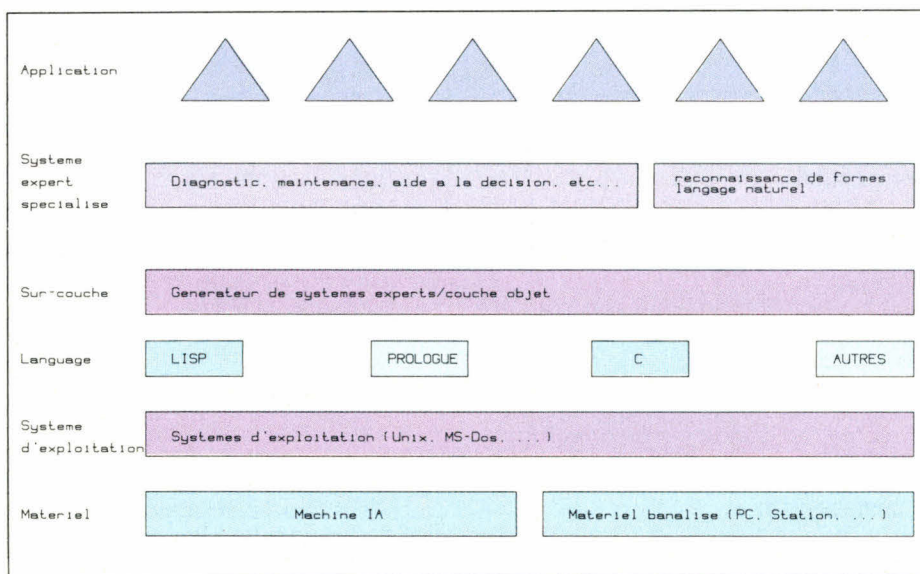 Application
Systeme
expert
specialise
Diagnostic, maintenance, aide a la decision, etc...
reconnaissance de formes
langage naturel
Sur-couche
Generateur de systemes experts/couche objet
Language
LISP
PROLOGUE
C
AUTRES
Systeme
d'exploitation
Systemes d'exploitation (Unix, MS-Dos, ...)
Materiel
Machine IA
Materiel banalise (PC, Station, ...)